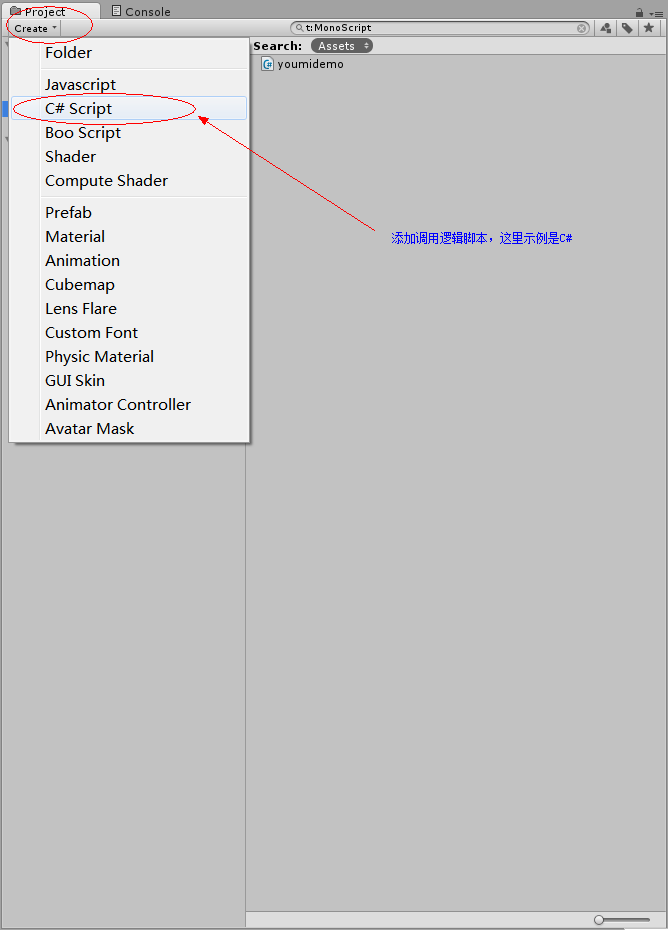 Project
Console
Create
t:MonoScript
Search: Assets
youmidemo
Folder
Javascript
C# Script
Boo Script
Shader
Compute Shader
Prefab
Material
Animation
Cubemap
Lens Flare
Custom Font
Physic Material
GUI Skin
Animator Controller
Avatar Mask
添加调用逻辑脚本，这里示例是C#